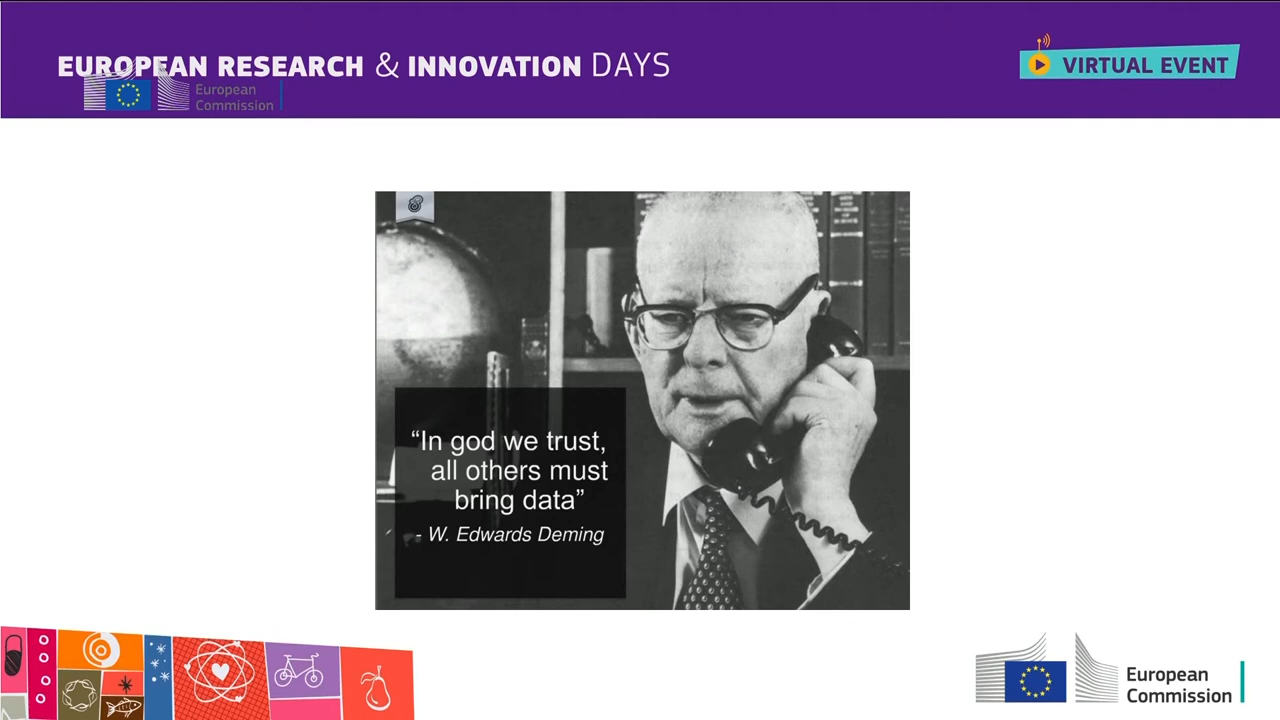 EUROPEAN RESEARCH & INNOVATION DAYS
VIRTUAL EVENT
European
Commission
“In god we trust,
all others must
bring data”
- W. Edwards Deming
European
Commission